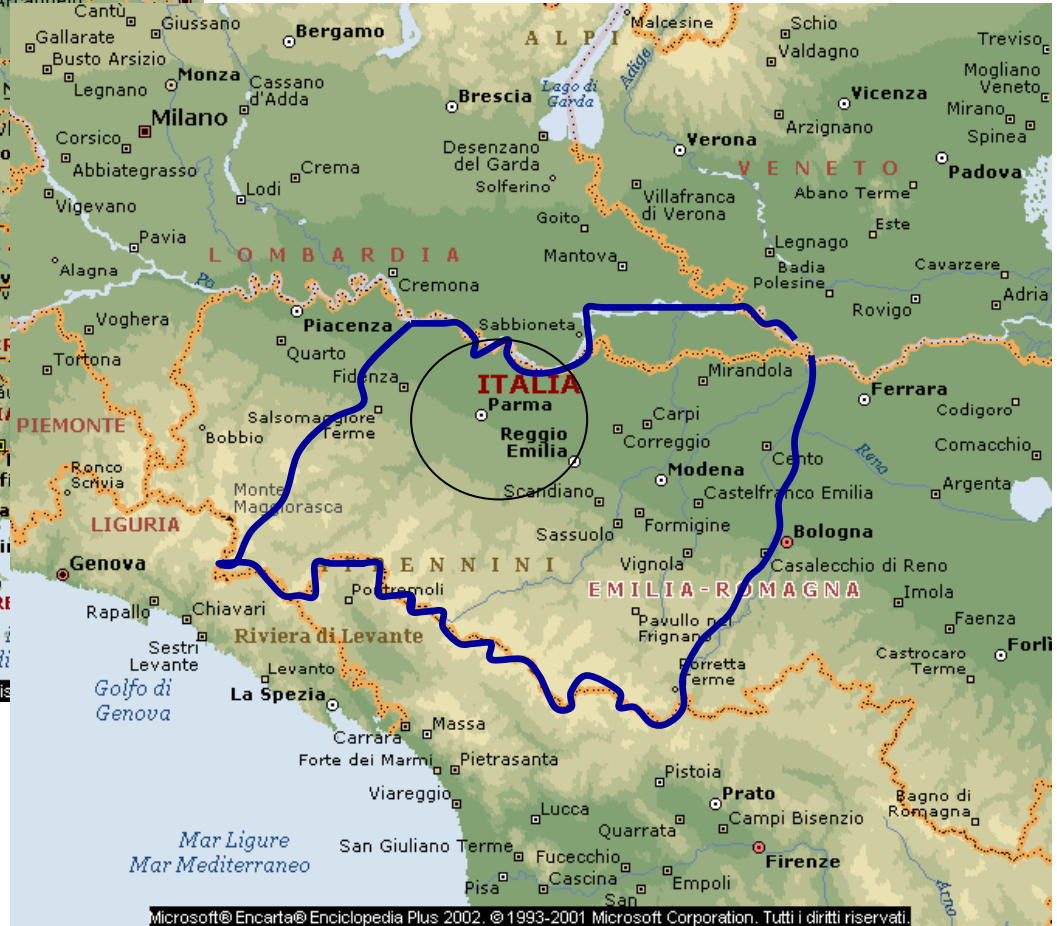 Cantù
Giussano
Bergamo
Malcesine
Schio
Gallarate
ALPI
Valdagno
Treviso
Busto Arsizio
Monza
Cassano
d'Adda
Legnano
Brescia
Lago di
Garda
Adige
Vicenza
Mogliano
Veneto
Milano
Mirano
Corsico
Arzignano
Spinea
Desenzano
del Garda
Verona
Abbiategrasso
Crema
VENETO
Padova
Solferino
Villafranca
di Verona
Abano Terme
Vigevano
Lodi
Goito
Este
Pavia
Legnago
LOMBARDIA
Mantova
Badia
Polesine
Cavarzere
Alagna
Po
Cremona
Rovigo
Adria
Voghera
Piacenza
Sabbioneta
Tortona
Quarto
Mirandola
Fidenza
ITALIA
Ferrara
Parma
Codigoro
PIEMONTE
Salsomaggiore
Terme
Carpi
Bobbio
Reggio
Emilia
Correggio
Reno
Comacchio
Cento
Ronco
Scrivia
Modena
Monte
Maggiorasca
Scandiano
Castelfranco Emilia
Argenta
LIGURIA
Formigine
Sassuolo
Bologna
Genova
Vignola
Casalecchio di Reno
APPENNINI
EMILIA-ROMAGNA
Pontremoli
Imola
Rapallo
Chiavari
Pavullo nel
Frignano
Faenza
Riviera di Levante
Forlì
Sestri
Levante
Castrocaro
Terme
Levanto
Porretta
Terme
Golfo di
Genova
La Spezia
Massa
Carrara
Forte dei Marmi
Pietrasanta
Pistoia
Viareggio
Prato
Bagno di
Romagna
Lucca
Campi Bisenzio
Quarrata
Mar Ligure
Mar Mediterraneo
San Giuliano Terme
Fucecchio
Firenze
Cascina
Empoli
Pisa
Arno
San
Microsoft® Encarta® Enciclopedia Plus 2002. © 1993-2001 Microsoft Corporation. Tutti i diritti riservati.